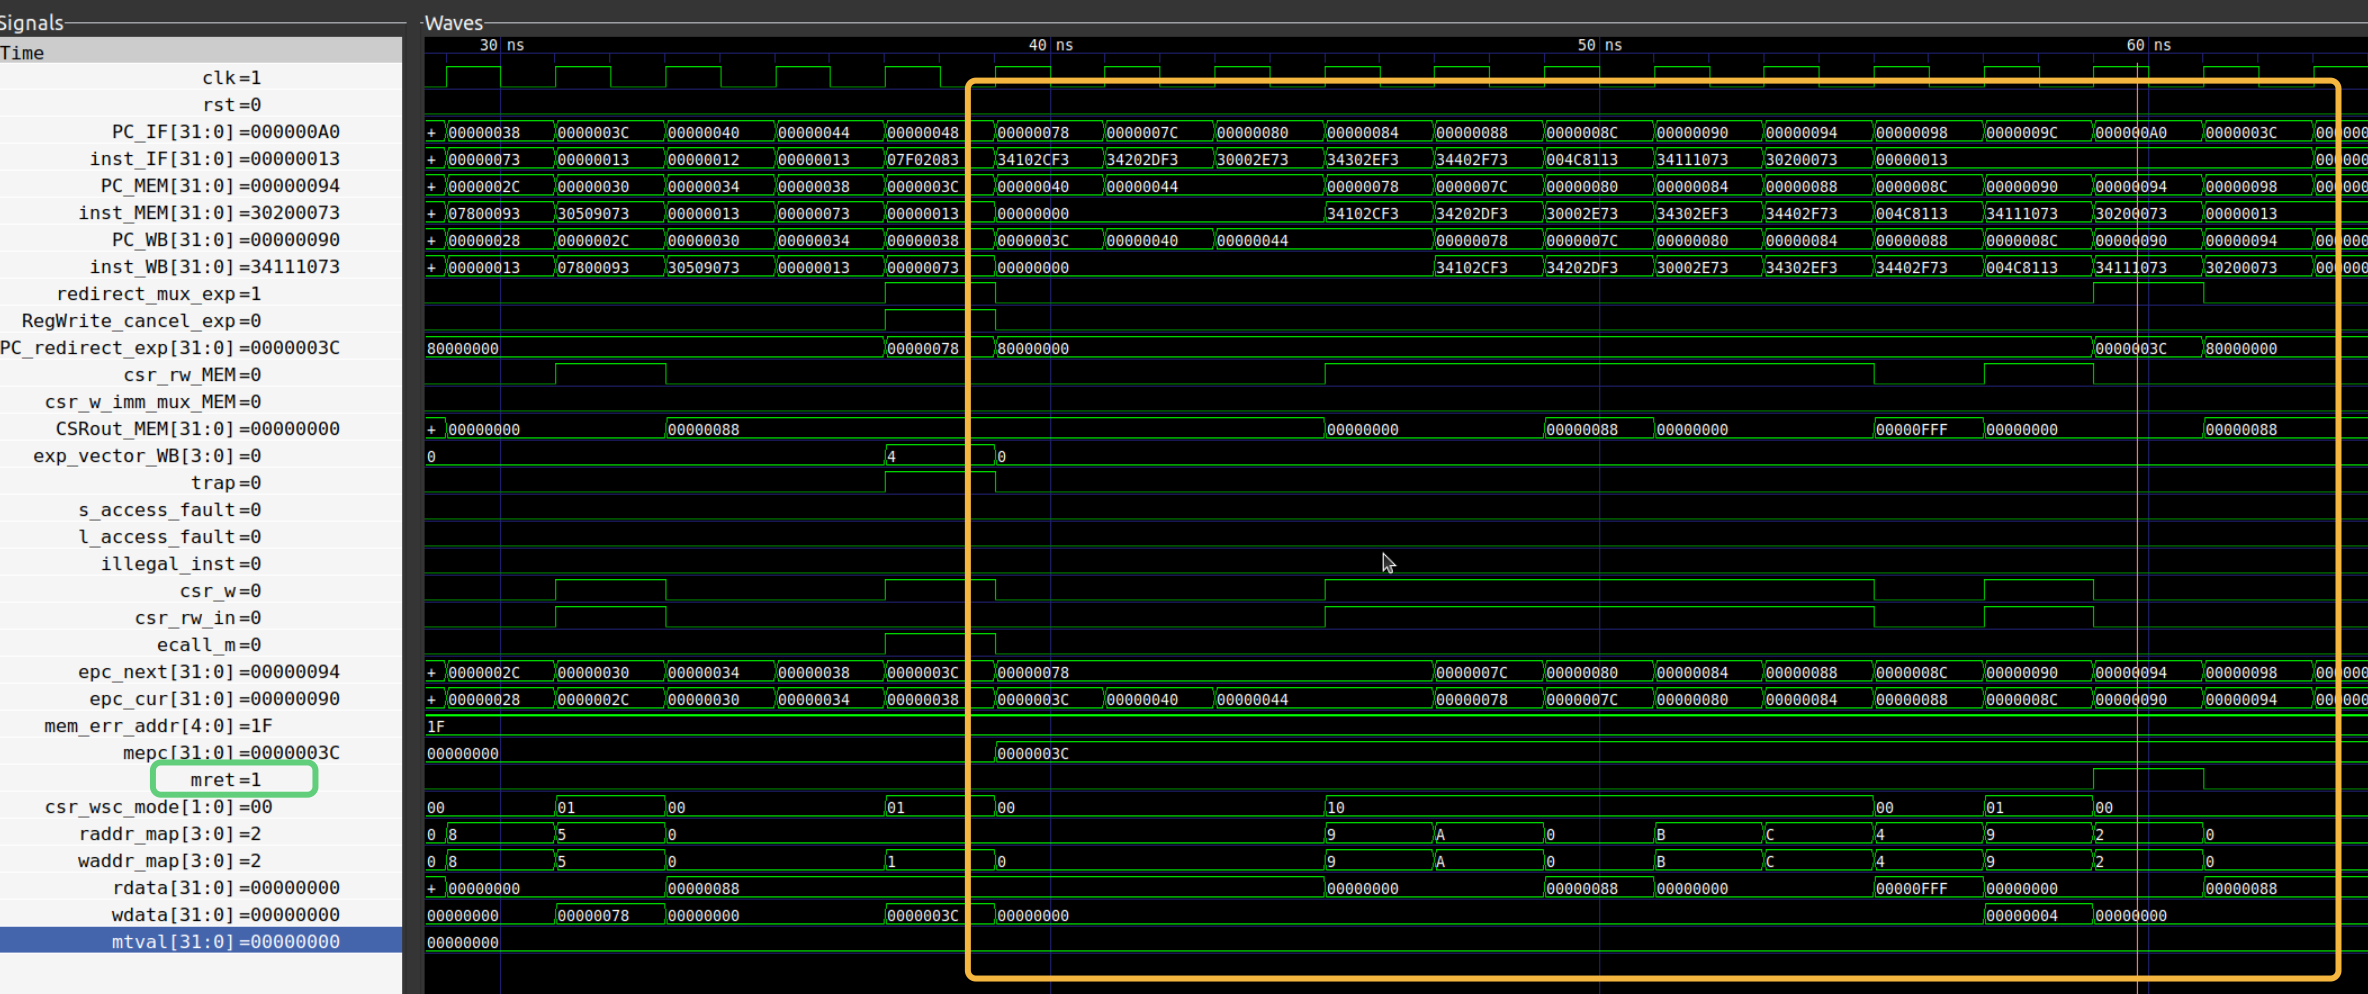 Signals Waves
Time 30 ns 40 ns 50 ns 60 ns
clk=1
rst=0
PC_IF[31:0]=000000A0 + 00000038 0000003C 00000040 00000044 00000048 00000078 0000007C 00000080 00000084 00000088 0000008C 00000090 00000094 00000098 0000009C 000000A0 0000003C 000000
inst_IF[31:0]=00000013 + 00000073 00000013 00000012 00000013 07F02083 34102CF3 34202DF3 30002E73 34302EF3 34402F73 004C8113 34111073 30200073 00000013 000000
PC_MEM[31:0]=00000094 + 0000002C 00000030 00000034 00000038 0000003C 00000040 00000044 00000078 0000007C 00000080 00000084 00000088 0000008C 00000090 00000094 00000098 000000
inst_MEM[31:0]=30200073 + 07800093 30509073 00000013 00000073 00000013 00000000 34102CF3 34202DF3 30002E73 34302EF3 34402F73 004C8113 34111073 30200073 00000013
PC_WB[31:0]=00000090 + 00000028 0000002C 00000030 00000034 00000038 0000003C 00000040 00000044 00000078 0000007C 00000080 00000084 00000088 0000008C 00000090 00000094 000000
inst_WB[31:0]=34111073 + 00000013 07800093 30509073 00000013 00000073 00000000 34102CF3 34202DF3 30002E73 34302EF3 34402F73 004C8113 34111073 30200073 000000
redirect_mux_exp=1
RegWrite_cancel_exp=0
PC_redirect_exp[31:0]=0000003C 80000000 00000078 80000000 0000003C 80000000
csr_rw_MEM=0
csr_w_imm_mux_MEM=0
CSRout_MEM[31:0]=00000000 + 00000000 00000088 00000000 00000088 00000000 00000FFF 00000000 00000088
exp_vector_WB[3:0]=0 0 4 0
trap=0
s_access_fault=0
l_access_fault=0
illegal_inst=0
csr_w=0
csr_rw_in=0
ecall_m=0
epc_next[31:0]=00000094 + 0000002C 00000030 00000034 00000038 0000003C 00000078 0000007C 00000080 00000084 00000088 0000008C 00000090 00000094 00000098 000000
epc_cur[31:0]=00000090 + 00000028 0000002C 00000030 00000034 00000038 0000003C 00000040 00000044 00000078 0000007C 00000080 00000084 00000088 0000008C 00000090 00000094 000000
mem_err_addr[4:0]=1F 1F
mepc[31:0]=0000003C 00000000 0000003C
mret=1
csr_wsc_mode[1:0]=00 00 01 00 01 00 10 00 01 00
raddr_map[3:0]=2 0 8 5 0 9 A 0 B C 4 9 2 0
waddr_map[3:0]=2 0 8 5 0 1 0 9 A 0 B C 4 9 2 0
rdata[31:0]=00000000 + 00000000 00000088 00000000 00000088 00000000 00000FFF 00000000 00000088
wdata[31:0]=00000000 00000000 00000078 00000000 0000003C 00000000 00000004 00000000
mtval[31:0]=00000000 00000000